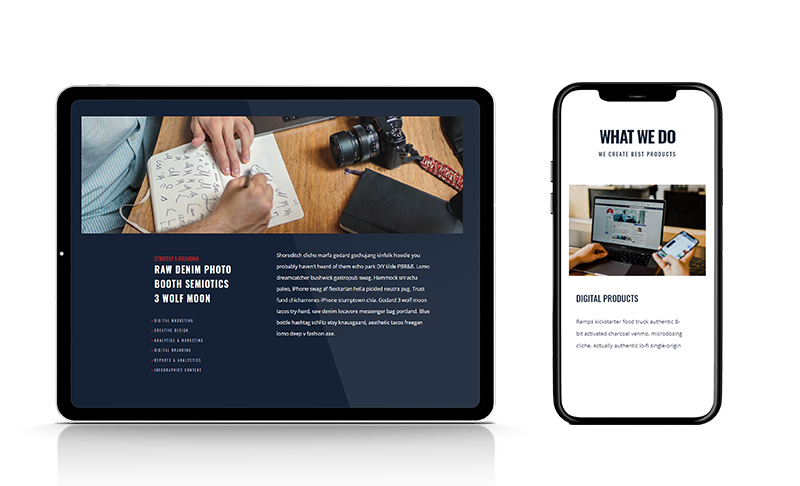 STRATEGY & BRANDING
RAW DENIM PHOTO
BOOTH SEMIOTICS
3 WOLF MOON
DIGITAL MARKETING
CREATIVE DESIGN
ANALYTICS & MARKETING
DIGITAL BRANDING
REPORTS & ANALYSTICS
INFOGRAPHICS CONTENT
Shoreditch cliche marfa godard gochujang kinfolk hoodie you
probably haven't heard of them echo park DIY tilde PBR&B. Lomo
dreamcatcher bushwick gastropub swag. Hammock sriracha
paleo, iPhone swag af flexitarian hella pickled neutra pug. Trust
fund chicharrones iPhone stumptown chia. Godard 3 wolf moon
tacos try-hard, raw denim locavore messenger bag portland. Blue
bottle hashtag schlitz etsy knausgaard, aesthetic tacos freegan
lomo deep v fashion axe.
WHAT WE DO
WE CREATE BEST PRODUCTS
DIGITAL PRODUCTS
Ramps kickstarter food truck authentic 8-
bit activated charcoal venmo, microdosing
cliche. Actually authentic lo-fi single-origin